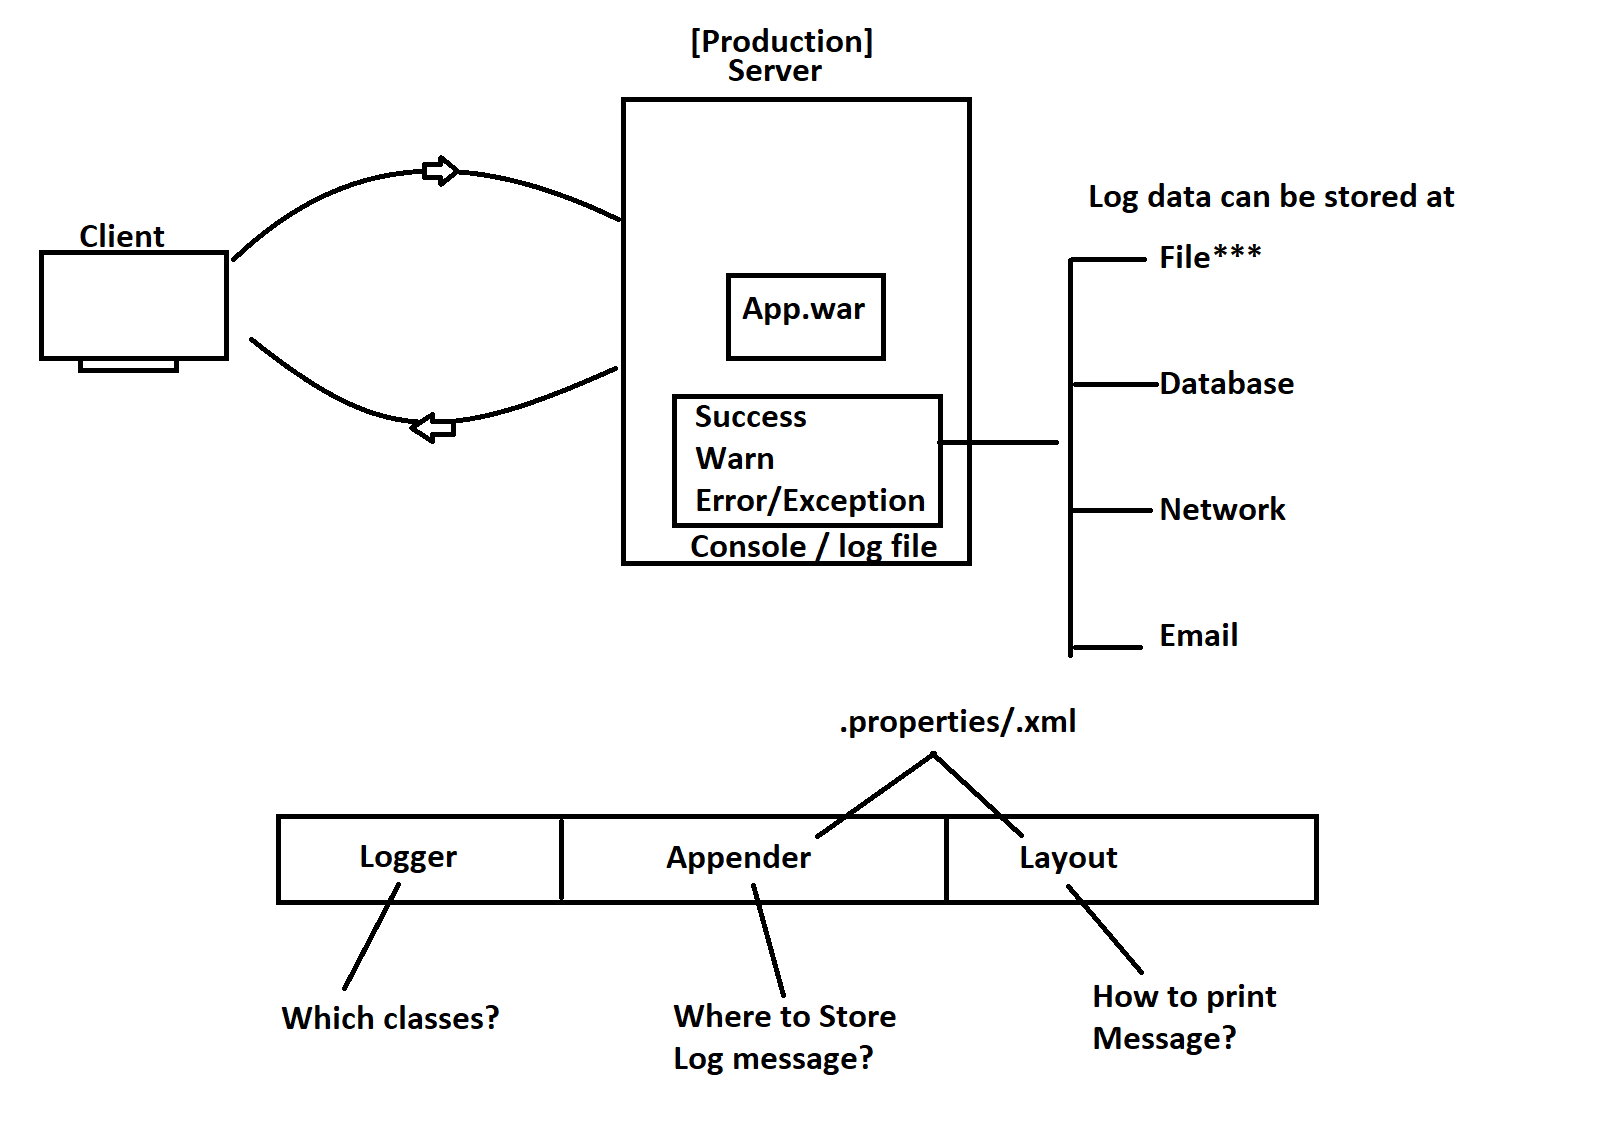 [Production]
Server
Client
App.war
Success
Warn
Error/Exception
Console / log file
Log data can be stored at
File***
Database
Network
Email
.properties/.xml
Logger
Appender
Layout
Which classes?
Where to Store
Log message?
How to print
Message?